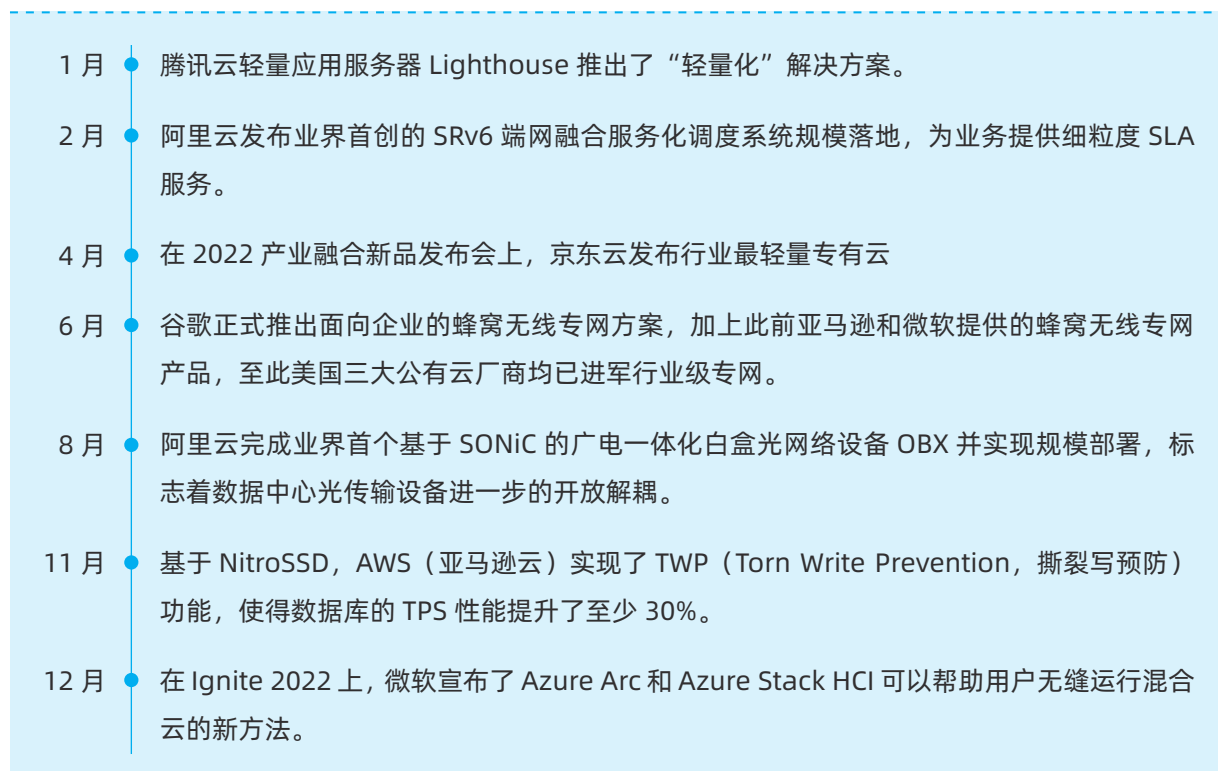 1 月 腾讯云轻量应用服务器 Lighthouse 推出了“轻量化”解决方案。
2 月 阿里云发布业界首创的 SRv6 端网融合服务化调度系统规模落地，为业务提供细粒度 SLA
服务。
4 月 在 2022 产业融合新品发布会上，京东云发布行业最轻量专有云
6 月 谷歌正式推出面向企业的蜂窝无线专网方案，加上此前亚马逊和微软提供的蜂窝无线专网
产品，至此美国三大公有云厂商均已进军行业级专网。
8 月 阿里云完成业界首个基于 SONiC 的广电一体化白盒光网络设备 OBX 并实现规模部署，标
志着数据中心光传输设备进一步的开放解耦。
11 月 基于 NitroSSD，AWS（亚马逊云）实现了 TWP（Torn Write Prevention，撕裂写预防）
功能，使得数据库的 TPS 性能提升了至少 30%。
12 月 在 Ignite 2022 上，微软宣布了 Azure Arc 和 Azure Stack HCI 可以帮助用户无缝运行混合
云的新方法。